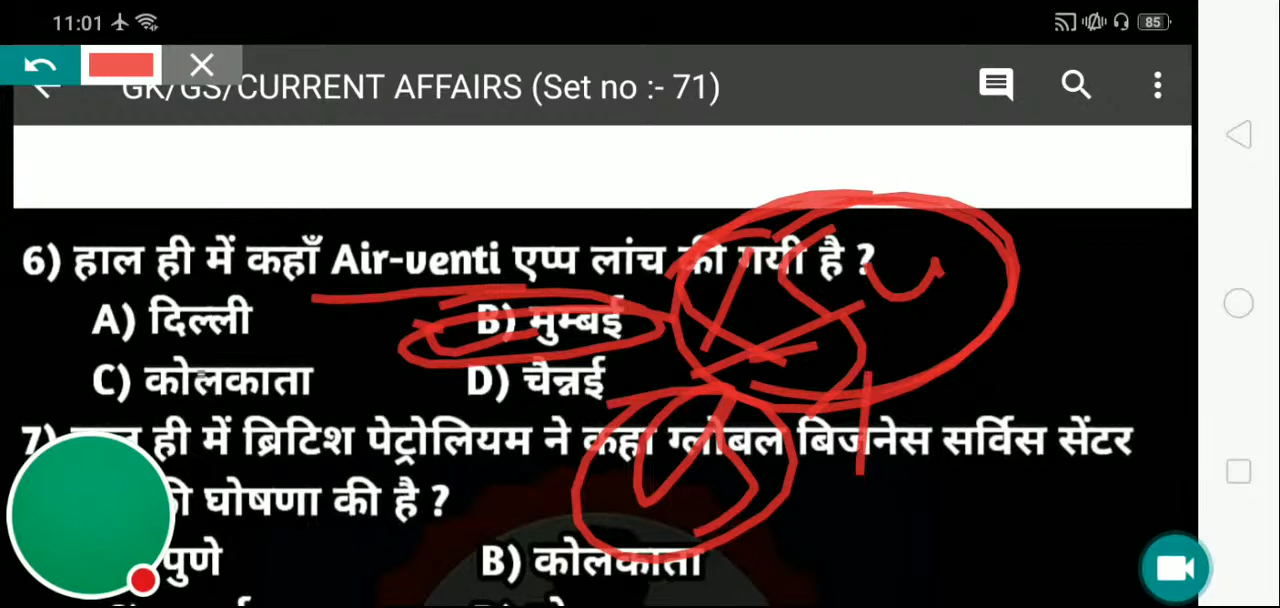 11:01
85
GK/GS/CURRENT AFFAIRS (Set no :- 71)
6) हाल ही में कहाँ Air-venti एप्प लांच की गयी है ?
A) दिल्ली B) मुम्बई
C) कोलकाता D) चैन्नई
7) ही में ब्रिटिश पेट्रोलियम ने कहा ग्लोबल बिजनेस सर्विस सेंटर
घोषणा की है ?
पुणे B) कोलकाता